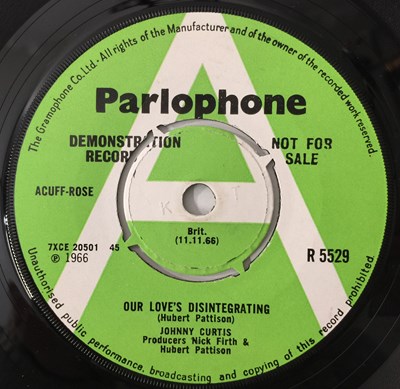 The Gramophone Co. Ltd. - All rights of the Manufacturer and of the owner of the recorded work reserved.
Parlophone
DEMONSTRATION NOT FOR
RECORD SALE
ACUFF-ROSE
K T
Brit.
(11.11.66)
7XCE 20501 45
℗ 1966
R 5529
OUR LOVE'S DISINTEGRATING
(Hubert Pattison)
JOHNNY CURTIS
Producers Nick Firth &
Hubert Pattison
Unauthorised public performance, broadcasting and copying of this record prohibited